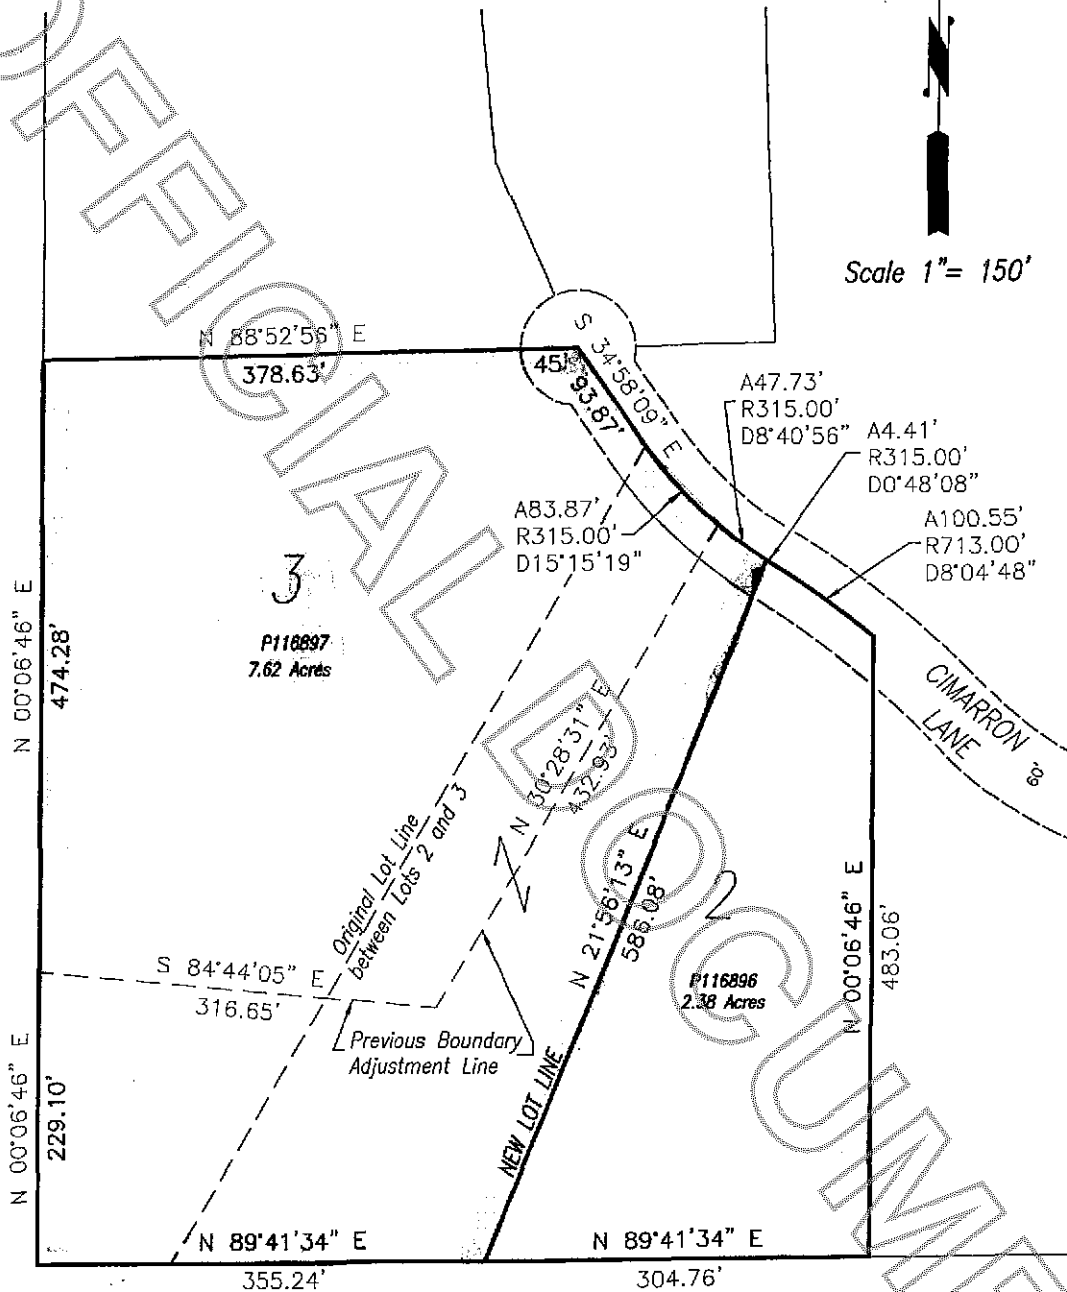 N
Scale 1"= 150'
N 88°52'56" E
378.63'
S 34°58'09" E
45'
93.87'
A47.73'
R315.00'
D8°40'56"
A4.41'
R315.00'
D0°48'08"
A83.87'
R315.00'
D15°15'19"
A100.55'
R713.00'
D8°04'48"
3
P116897
7.62 Acres
N 00°06'46" E
474.28'
CIMARRON
LANE
60'
N 30°28'31" E
432.93'
Original Lot Line
between Lots 2 and 3
N 21°56'13" E
586.08'
2
P116896
2.38 Acres
N 00°06'46" E
483.06'
S 84°44'05" E
316.65'
Previous Boundary
Adjustment Line
N 00°06'46" E
229.10'
NEW LOT LINE
N 89°41'34" E
355.24'
N 89°41'34" E
304.76'
OFFICIAL DOCUME